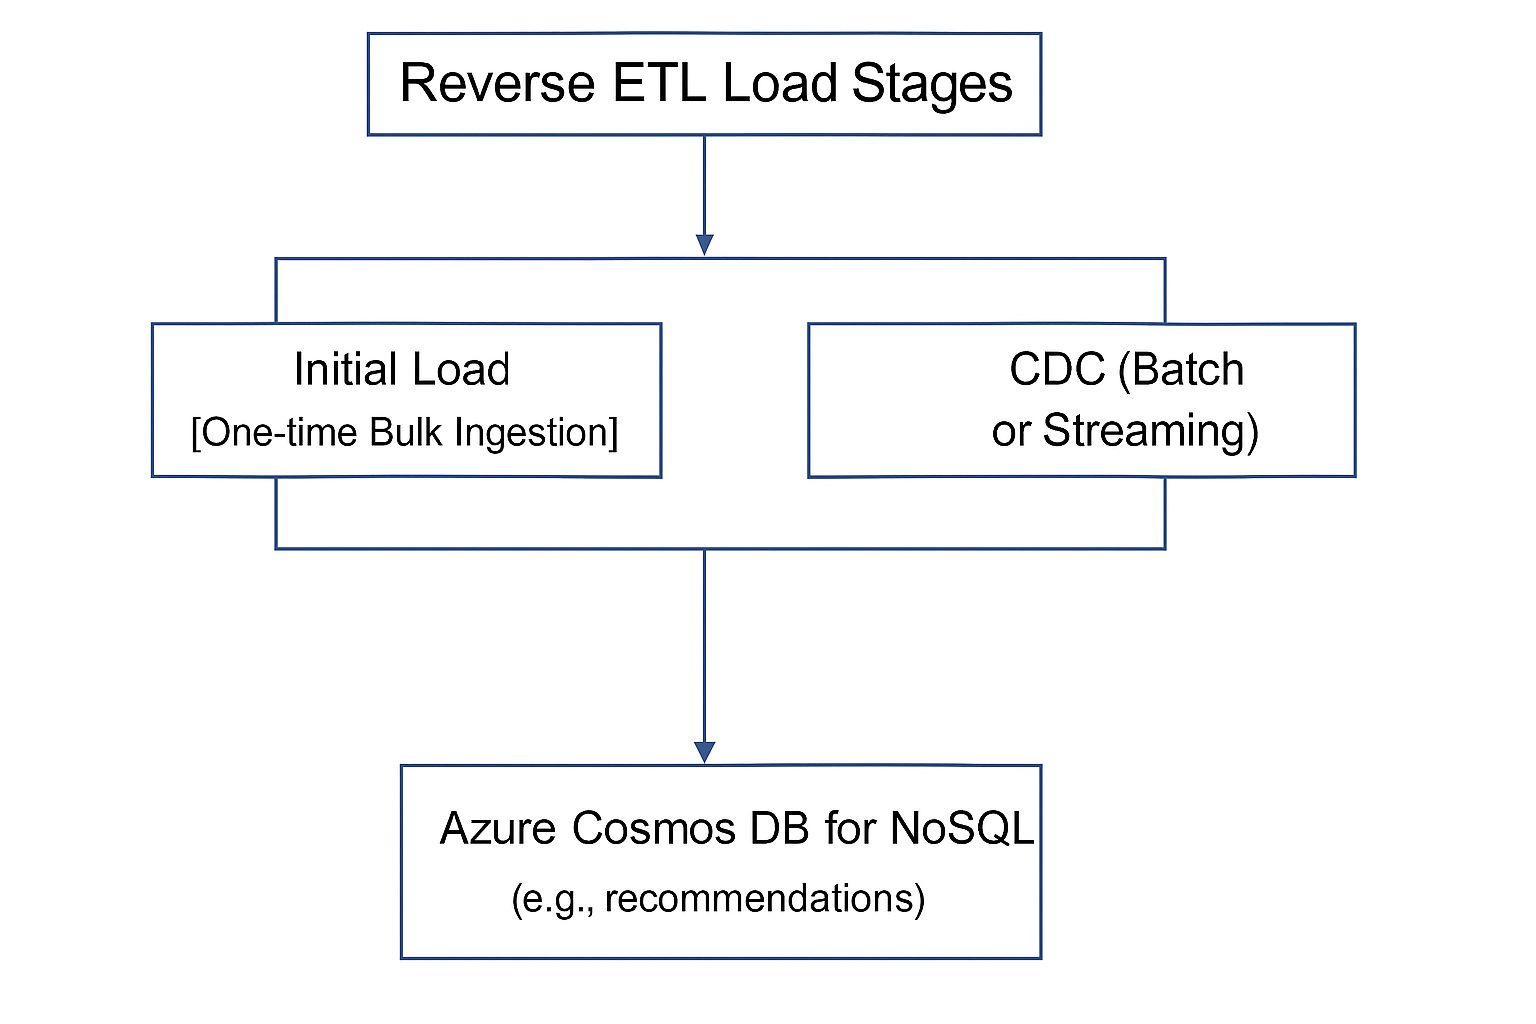 Reverse ETL Load Stages
Initial Load
[One-time Bulk Ingestion]
CDC (Batch
or Streaming)
Azure Cosmos DB for NoSQL
(e.g., recommendations)